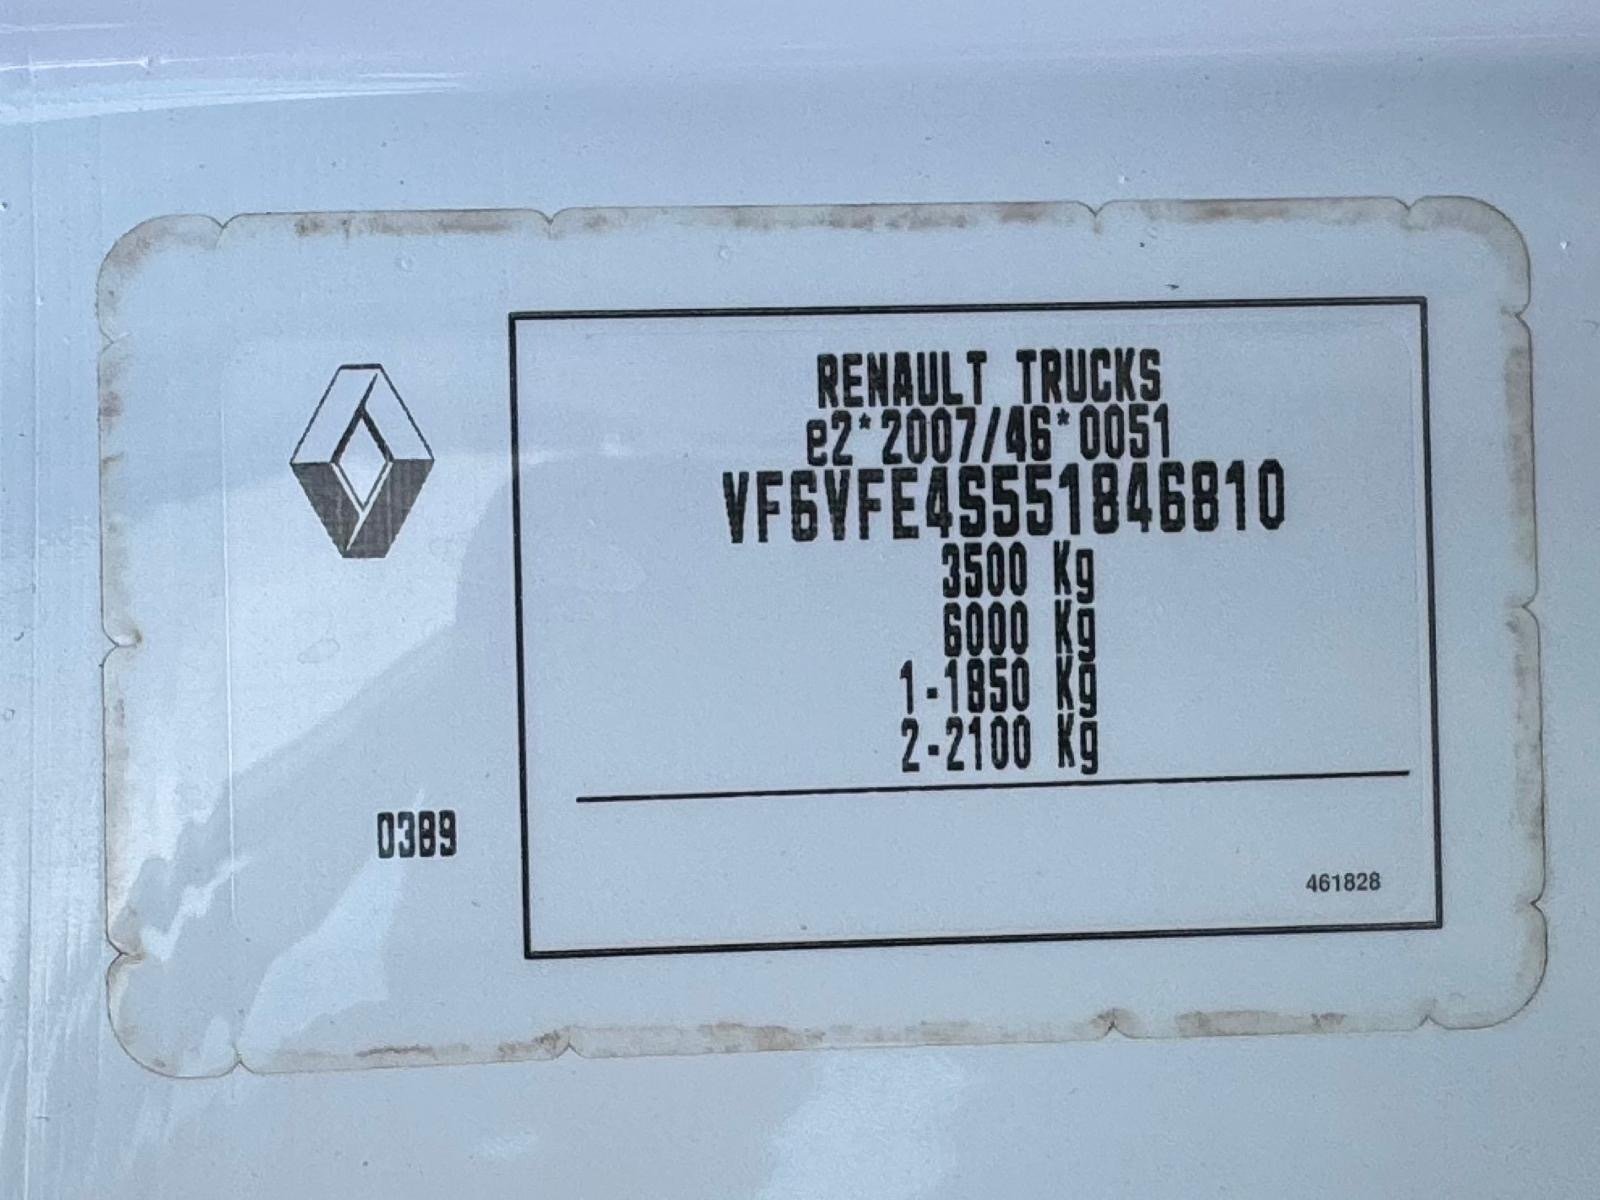 RENAULT TRUCKS
e2*2007/46*0051
VF6VFE4S551846810
3500 Kg
6000 Kg
1-1850 Kg
2-2100 Kg
0389
461828